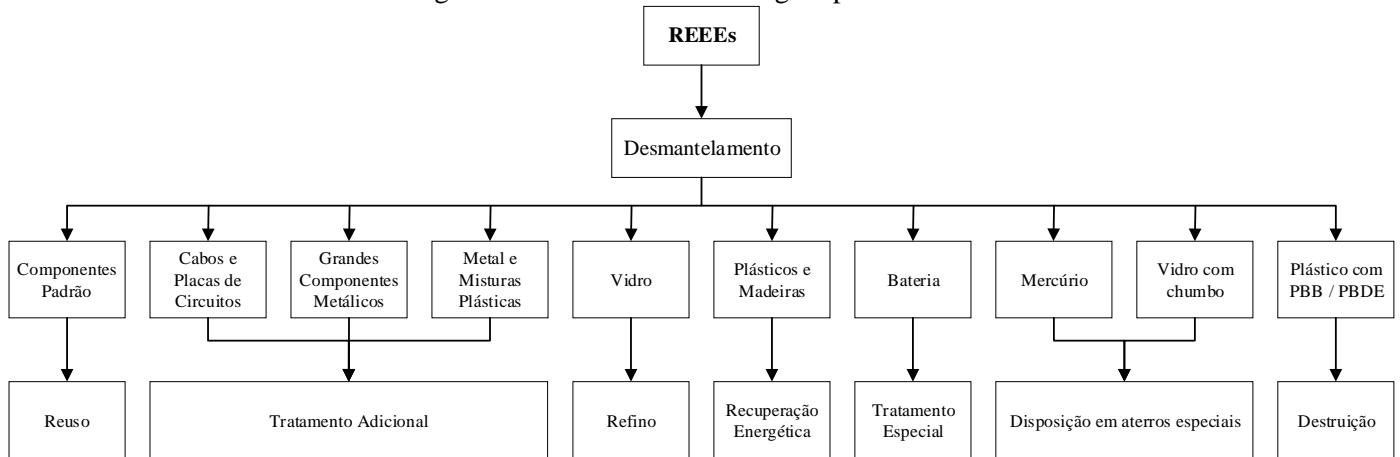 REEEs
Desmantelamento
Componentes
Padrão
Cabos e
Placas de
Circuitos
Grandes
Componentes
Metálicos
Metal e
Misturas
Plásticas
Vidro
Plásticos e
Madeiras
Bateria
Mercúrio
Vidro com
chumbo
Plástico com
PBB / PBDE
Reuso
Tratamento Adicional
Refino
Recuperação
Energética
Tratamento
Especial
Disposição em aterros especiais
Destruição